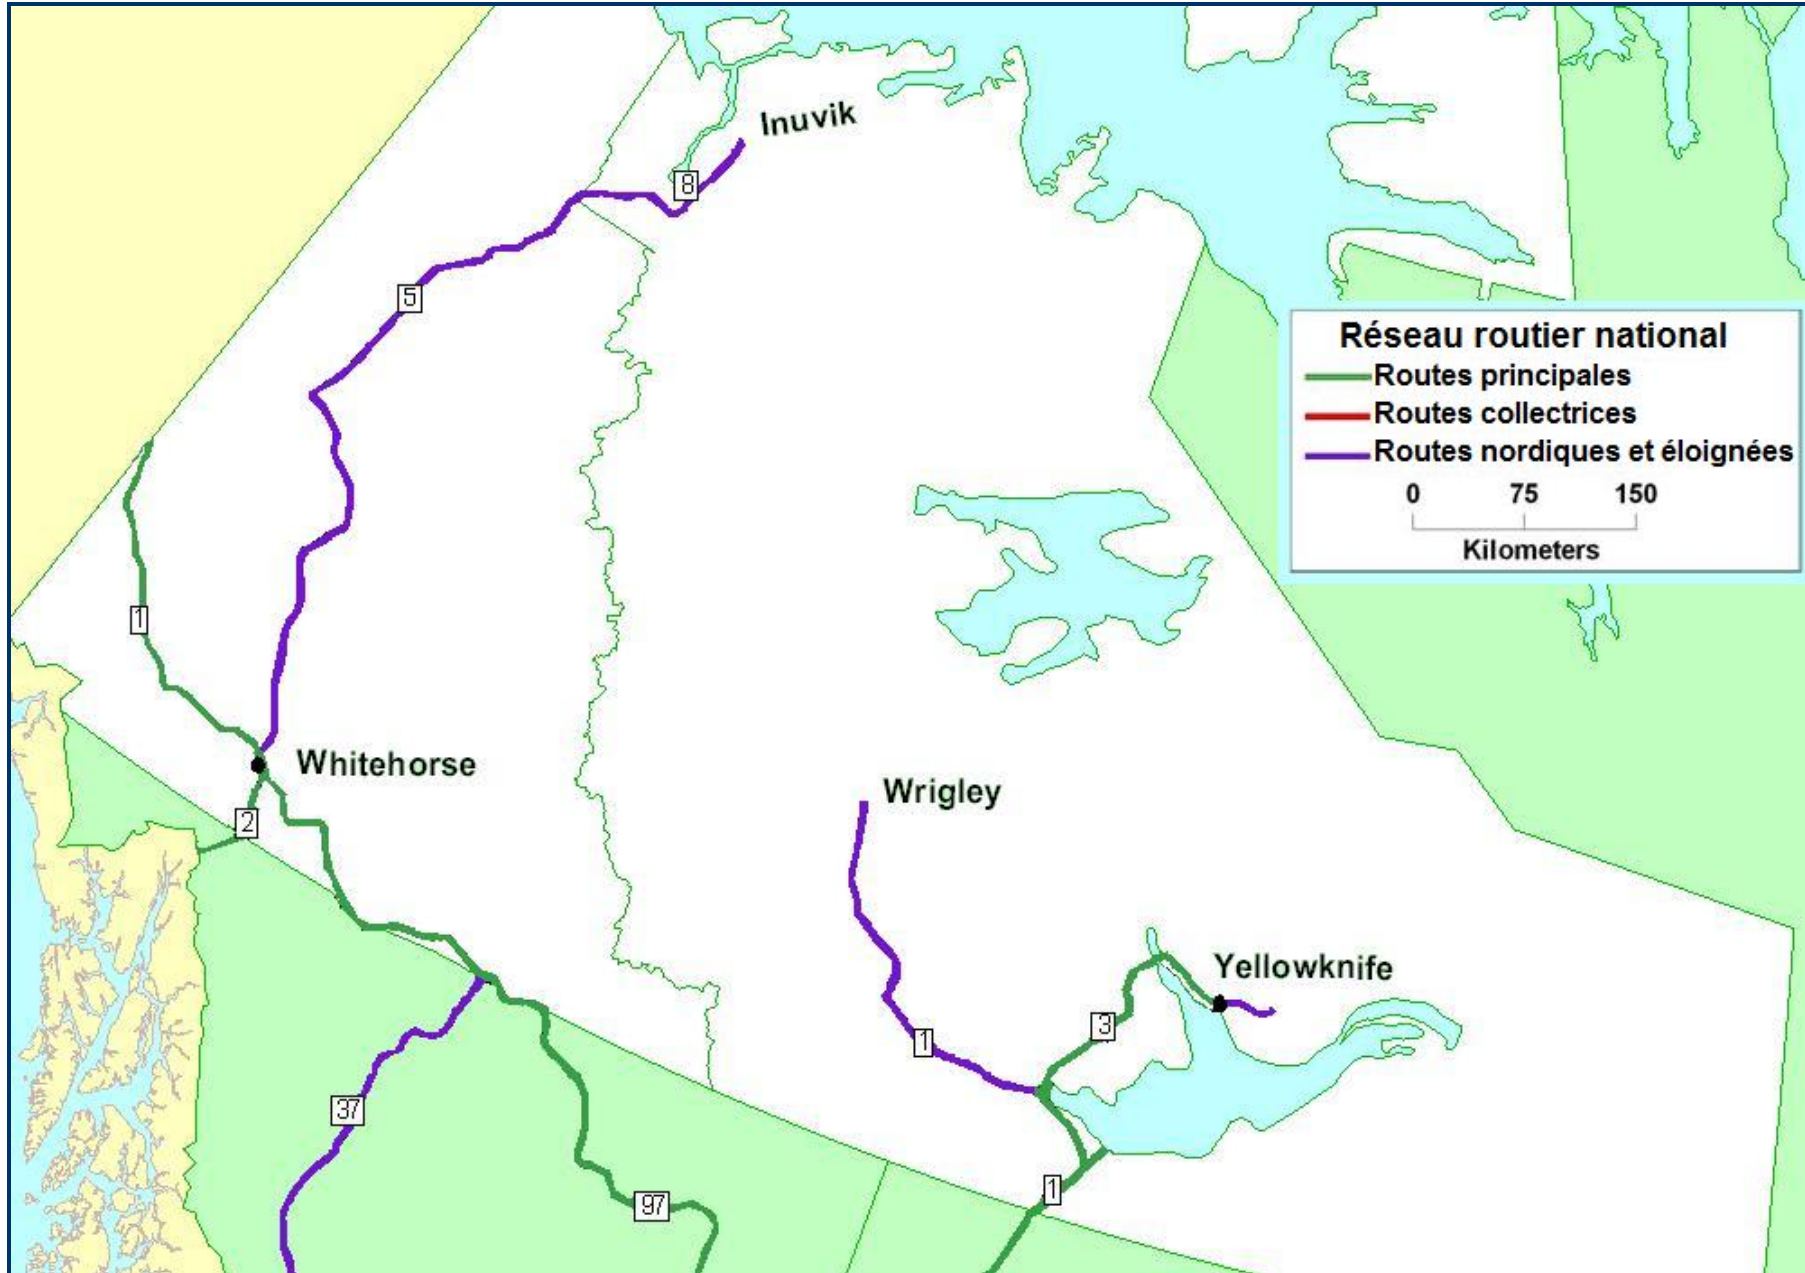 Inuvik
8
5
Réseau routier national
Routes principales
Routes collectrices
Routes nordiques et éloignées
0 75 150
Kilometers
1
Whitehorse
Wrigley
2
Yellowknife
3
1
37
1
97